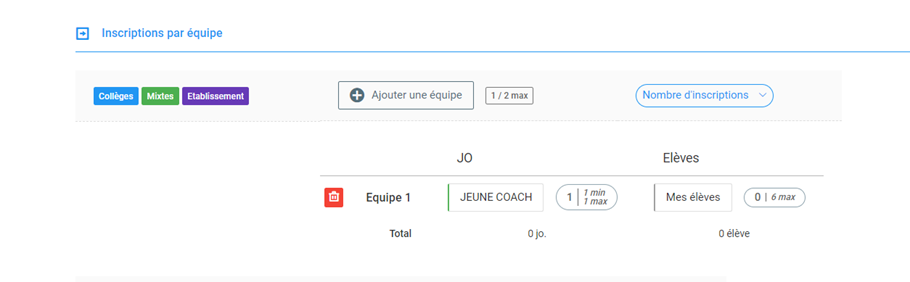 Inscriptions par équipe
Collèges Mixtes Etablissement Ajouter une équipe 1 / 2 max Nombre d'inscriptions
JO Elèves
Equipe 1 JEUNE COACH 1 1 min 1 max Mes élèves 0 6 max
Total 0 jo. 0 élève